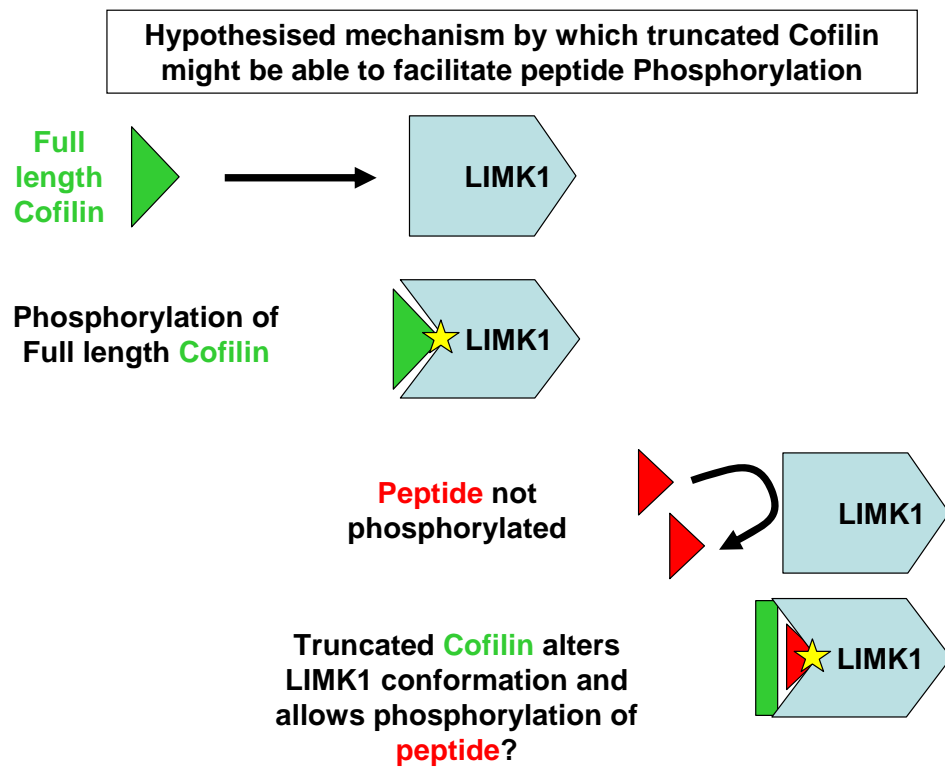 Hypothesised mechanism by which truncated Cofilin
might be able to facilitate peptide Phosphorylation
Full
length
Cofilin
LIMK1
Phosphorylation of
Full length Cofilin
LIMK1
Peptide not
phosphorylated
LIMK1
Truncated Cofilin alters
LIMK1 conformation and
allows phosphorylation of
peptide?
LIMK1